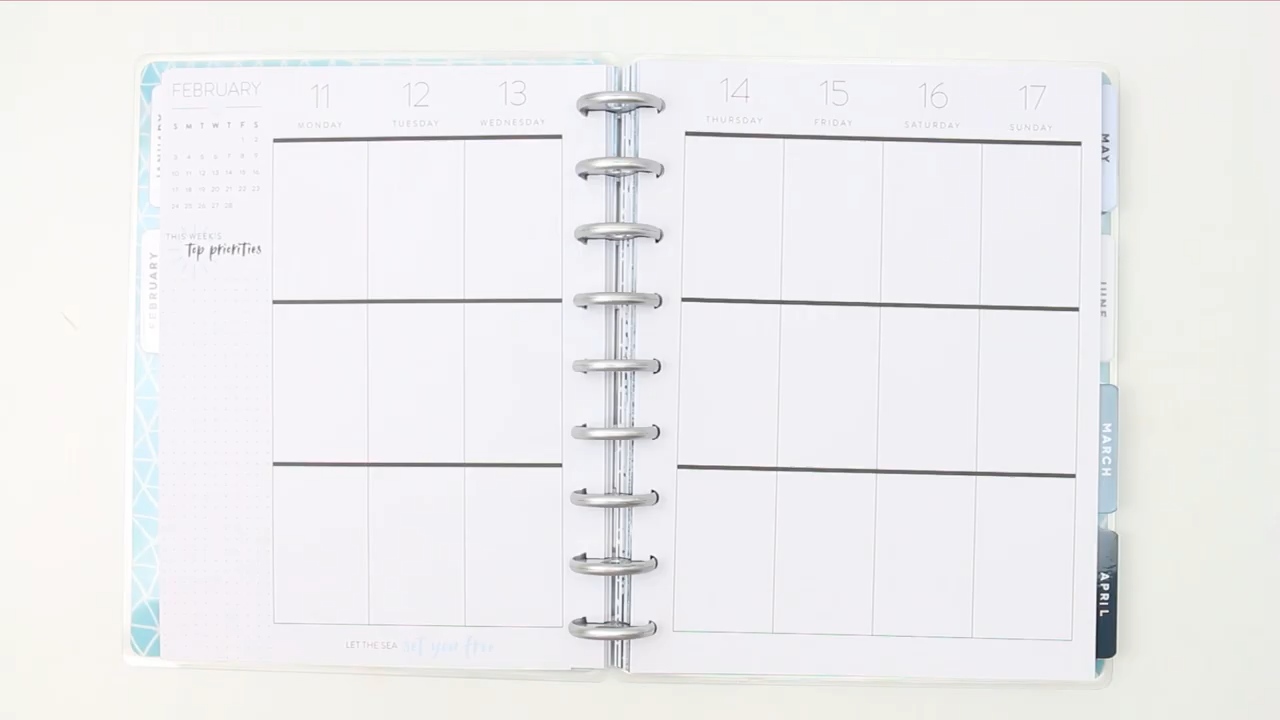 FEBRUARY
S M T W T F S
1 2
3 4 5 6 7 8 9
10 11 12 13 14 15 16
17 18 19 20 21 22 23
24 25 26 27 28
THIS WEEK'S
top priorities
11 12 13
MONDAY TUESDAY WEDNESDAY
LET THE SEA set you free
14 15 16 17
THURSDAY FRIDAY SATURDAY SUNDAY
JANUARY
FEBRUARY
MAY
JUNE
MARCH
APRIL